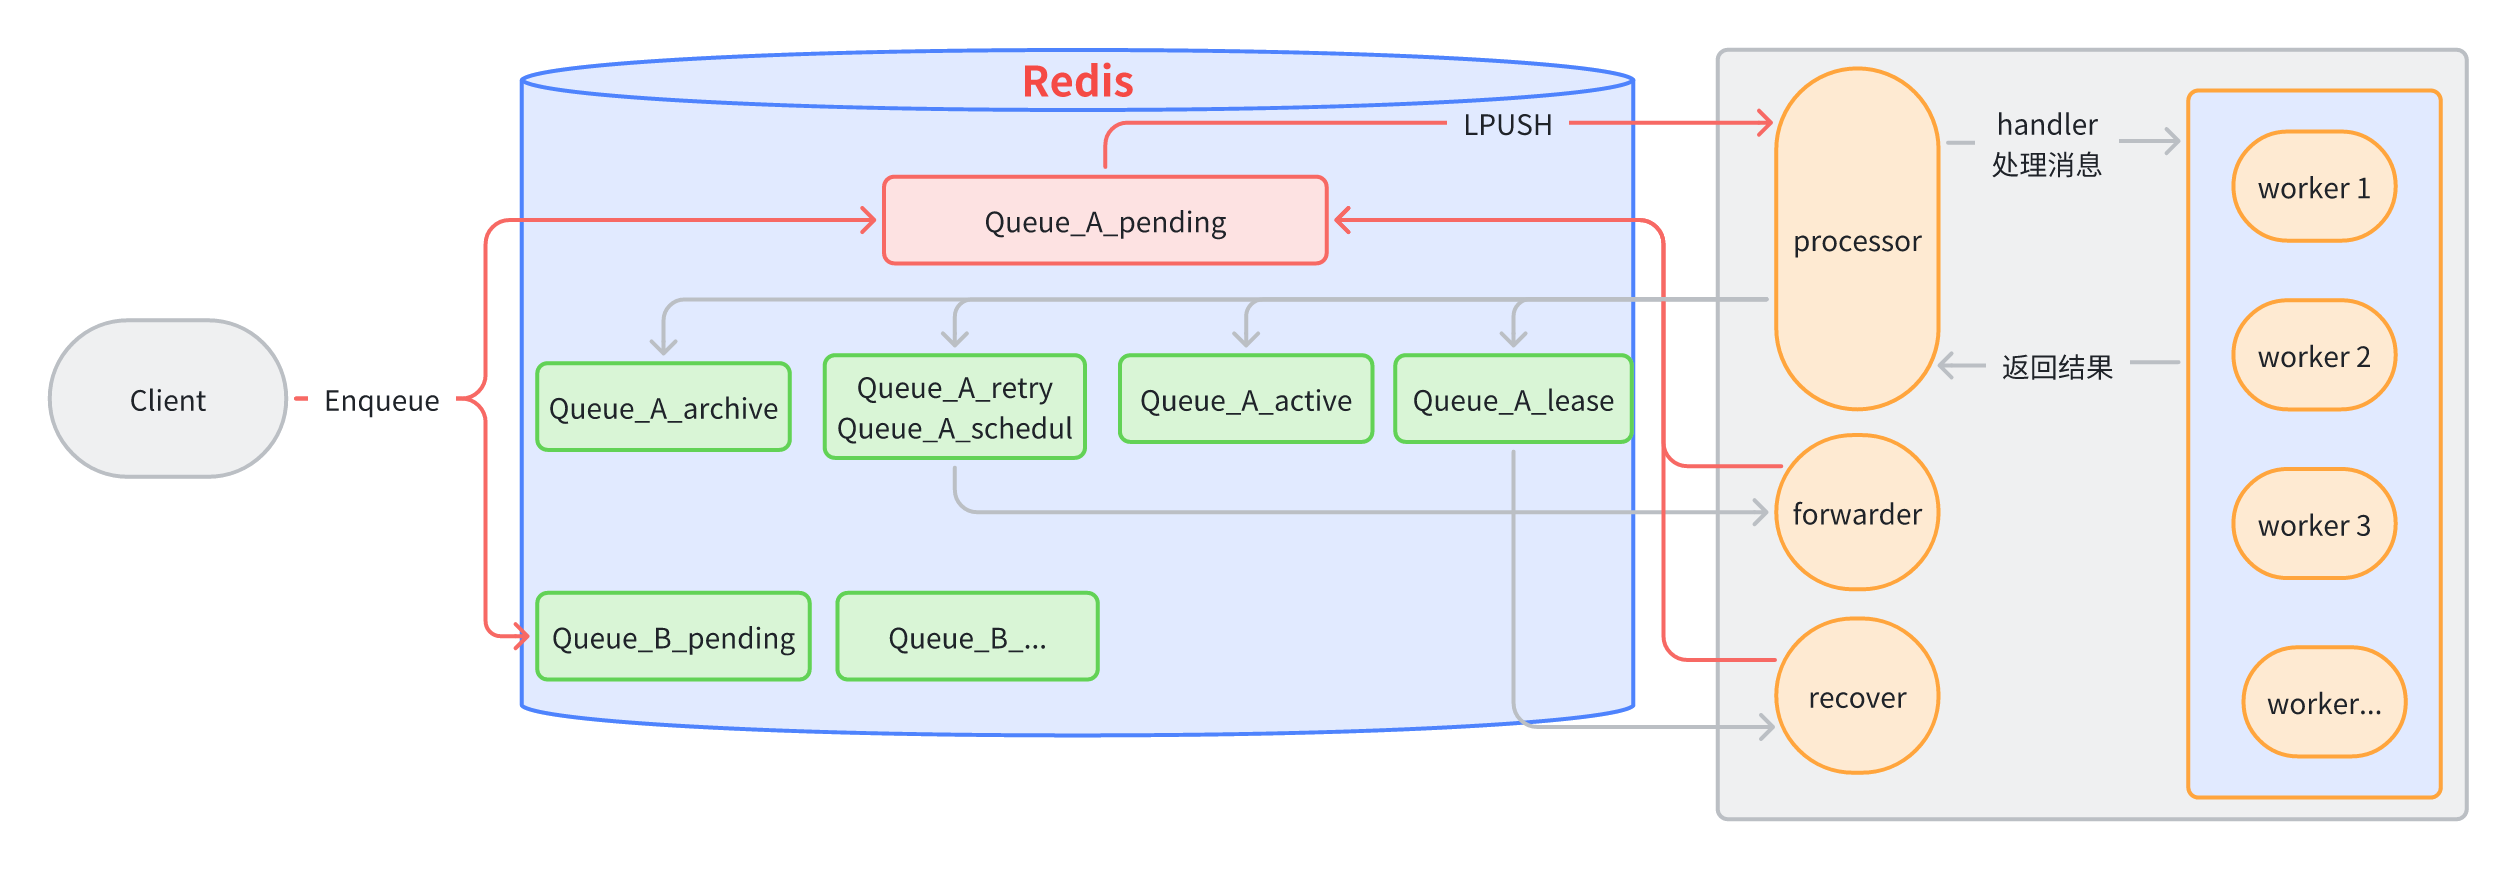 Redis
LPUSH
Queue_A_pending
Client
Enqueue
Queue_A_archive
Queue_A_retry
Queue_A_schedul
Queue_A_active
Queue_A_lease
Queue_B_pending
Queue_B_...
processor
forwarder
recover
handler
处理消息
返回结果
worker 1
worker 2
worker 3
worker...